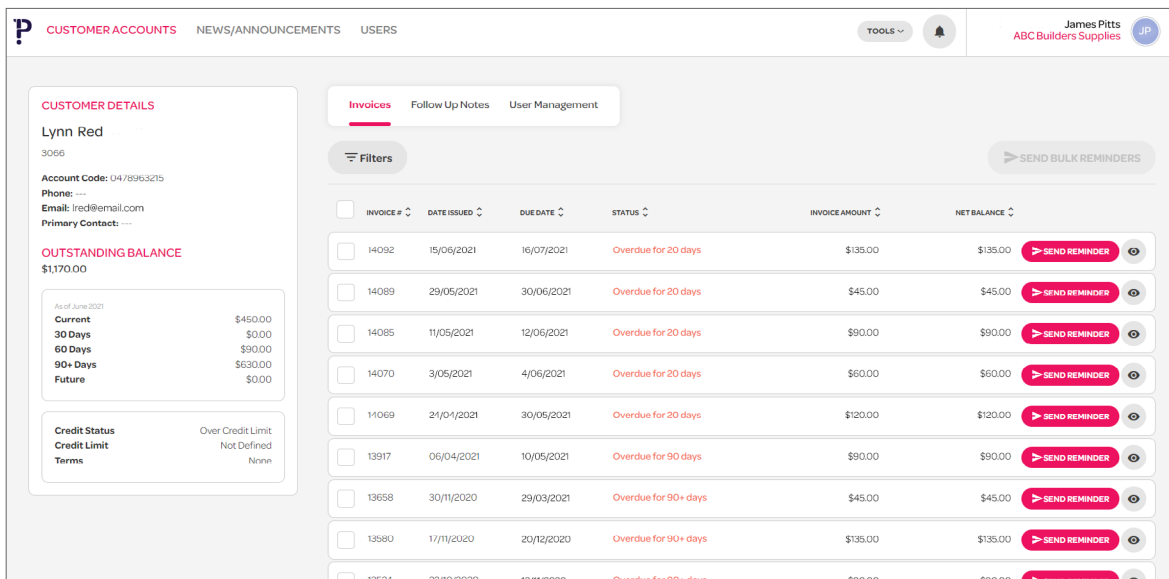 P CUSTOMER ACCOUNTS NEWS/ANNOUNCEMENTS USERS TOOLS James Pitts
ABC Builders Supplies JP
CUSTOMER DETAILS
Lynn Red
3066
Account Code: 0478963215
Phone: ---
Email: lred@email.com
Primary Contact: ---
OUTSTANDING BALANCE
$1,170.00
As of June 2021
Current $450.00
30 Days $0.00
60 Days $90.00
90+ Days $630.00
Future $0.00
Credit Status Over Credit Limit
Credit Limit Not Defined
Terms None
Invoices Follow Up Notes User Management
Filters SEND BULK REMINDERS
INVOICE # DATE ISSUED DUE DATE STATUS INVOICE AMOUNT NET BALANCE
14092 15/06/2021 16/07/2021 Overdue for 20 days $135.00 $135.00 SEND REMINDER
14089 29/05/2021 30/06/2021 Overdue for 20 days $45.00 $45.00 SEND REMINDER
14085 11/05/2021 12/06/2021 Overdue for 20 days $90.00 $90.00 SEND REMINDER
14070 3/05/2021 4/06/2021 Overdue for 20 days $60.00 $60.00 SEND REMINDER
14069 24/04/2021 30/05/2021 Overdue for 20 days $120.00 $120.00 SEND REMINDER
13917 06/04/2021 10/05/2021 Overdue for 90 days $90.00 $90.00 SEND REMINDER
13658 30/11/2020 29/03/2021 Overdue for 90+ days $45.00 $45.00 SEND REMINDER
13580 17/11/2020 20/12/2020 Overdue for 90+ days $135.00 $135.00 SEND REMINDER